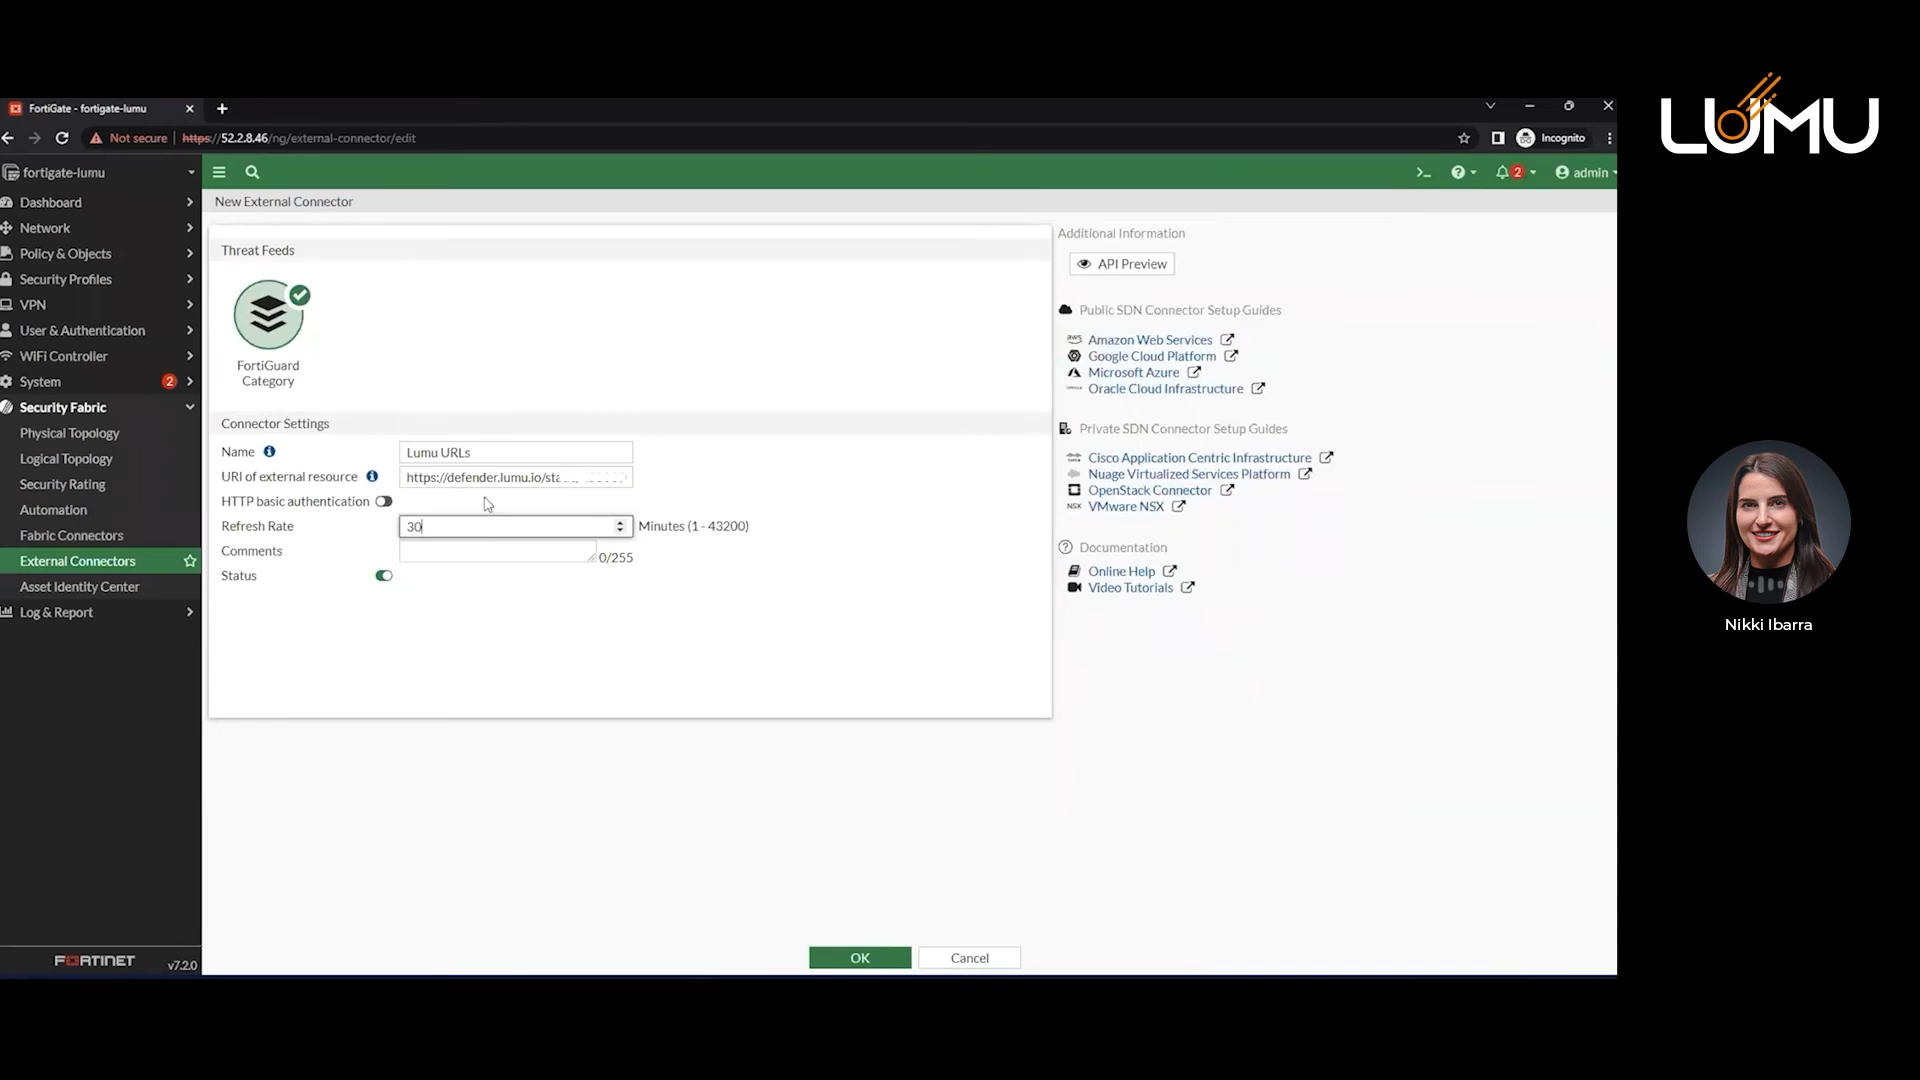 FortiGate - fortigate-lumu
Not secure
https://52.2.8.46/ng/external-connector/edit
Incognito
LUMU
fortigate-lumu
2
admin
Dashboard
Network
Policy & Objects
Security Profiles
VPN
User & Authentication
WiFi Controller
System
2
Security Fabric
Physical Topology
Logical Topology
Security Rating
Automation
Fabric Connectors
External Connectors
Asset Identity Center
Log & Report
FORTINET
v7.2.0
New External Connector
Threat Feeds
FortiGuard
Category
Connector Settings
Name
Lumu URLs
URI of external resource
https://defender.lumu.io/sta
HTTP basic authentication
Refresh Rate
30
Minutes (1 - 43200)
Comments
0/255
Status
OK
Cancel
Additional Information
API Preview
Public SDN Connector Setup Guides
aws
Amazon Web Services
Google Cloud Platform
Microsoft Azure
Oracle Cloud Infrastructure
Private SDN Connector Setup Guides
Cisco Application Centric Infrastructure
Nuage Virtualized Services Platform
OpenStack Connector
NSX
VMware NSX
Documentation
Online Help
Video Tutorials
Nikki Ibarra